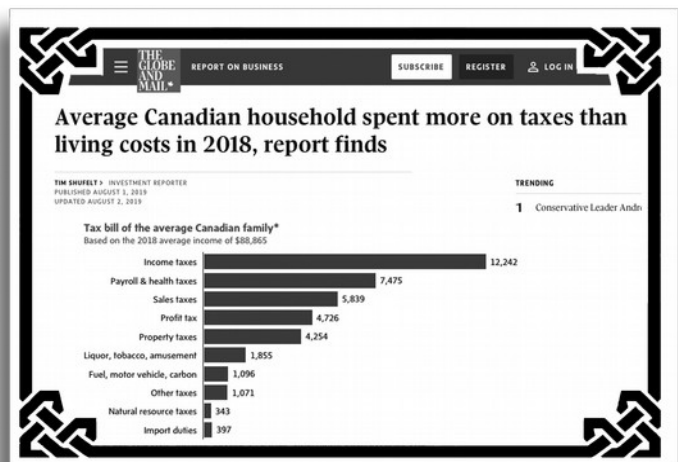 THE
GLOBE
AND
MAIL*
REPORT ON BUSINESS
SUBSCRIBE
REGISTER
LOG IN
Average Canadian household spent more on taxes than
living costs in 2018, report finds
TIM SHUFELT > INVESTMENT REPORTER
PUBLISHED AUGUST 1, 2019
UPDATED AUGUST 2, 2019
TRENDING
1 Conservative Leader Andr
Tax bill of the average Canadian family*
Based on the 2018 average income of $88,865
Income taxes 12,242
Payroll & health taxes 7,475
Sales taxes 5,839
Profit tax 4,726
Property taxes 4,254
Liquor, tobacco, amusement 1,855
Fuel, motor vehicle, carbon 1,096
Other taxes 1,071
Natural resource taxes 343
Import duties 397